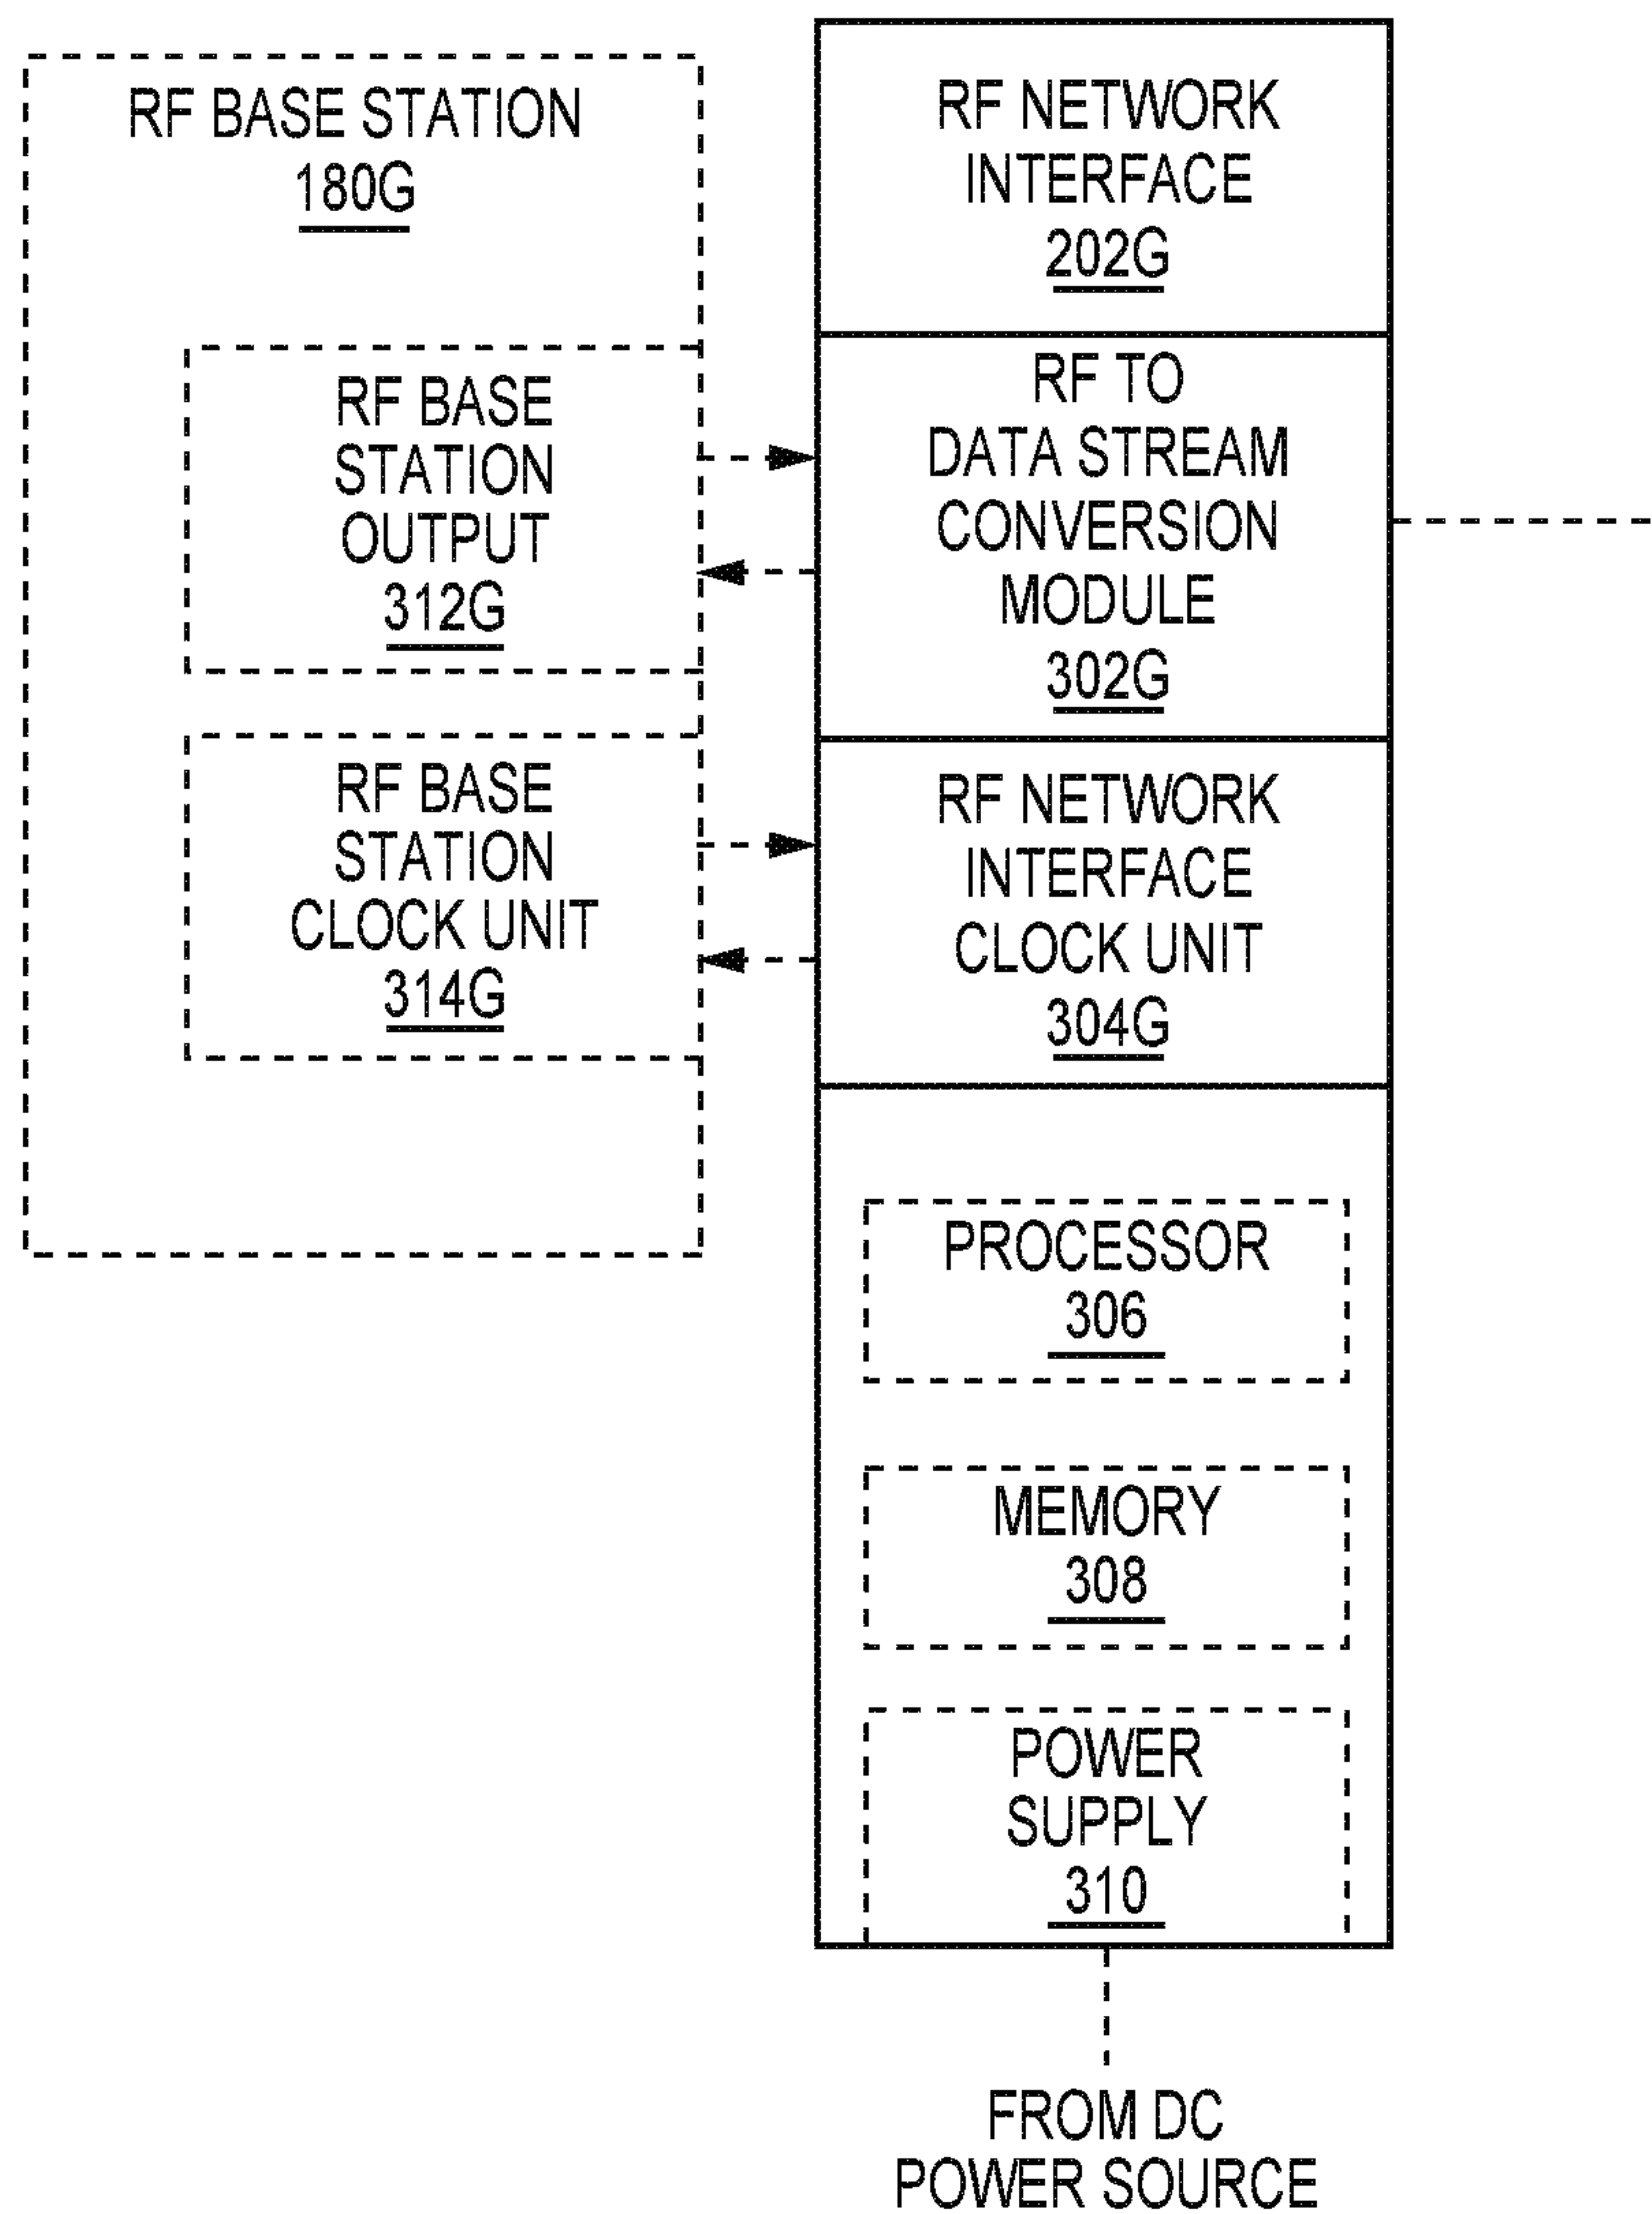 RF BASE STATION
180G
RF BASE
STATION
OUTPUT
312G
RF BASE
STATION
CLOCK UNIT
314G
RF NETWORK
INTERFACE
202G
RF TO
DATA STREAM
CONVERSION
MODULE
302G
RF NETWORK
INTERFACE
CLOCK UNIT
304G
PROCESSOR
306
MEMORY
308
POWER
SUPPLY
310
FROM DC
POWER SOURCE